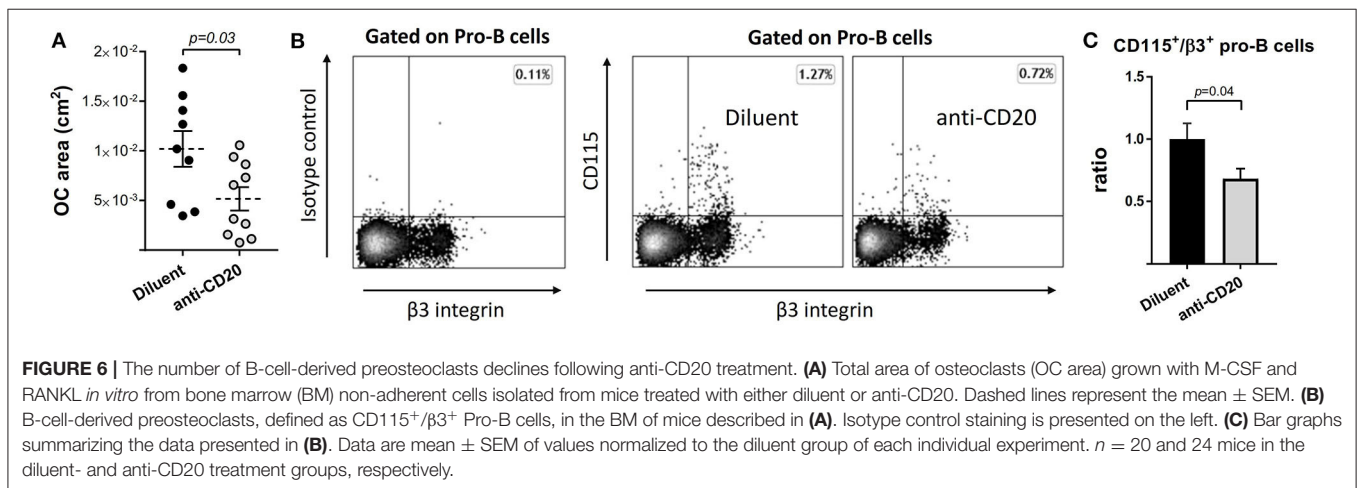 A
p=0.03
OC area (cm²)
2×10⁻²
1.5×10⁻²
1×10⁻²
5×10⁻³
Diluent
anti-CD20
B
Gated on Pro-B cells
Isotype control
0.11%
β3 integrin
Gated on Pro-B cells
CD115
1.27%
Diluent
0.72%
anti-CD20
β3 integrin
C
CD115⁺/β3⁺ pro-B cells
p=0.04
ratio
1.5
1.0
0.5
Diluent
anti-CD20
FIGURE 6 | The number of B-cell-derived preosteoclasts declines following anti-CD20 treatment. (A) Total area of osteoclasts (OC area) grown with M-CSF and
RANKL in vitro from bone marrow (BM) non-adherent cells isolated from mice treated with either diluent or anti-CD20. Dashed lines represent the mean ± SEM. (B)
B-cell-derived preosteoclasts, defined as CD115⁺/β3⁺ Pro-B cells, in the BM of mice described in (A). Isotype control staining is presented on the left. (C) Bar graphs
summarizing the data presented in (B). Data are mean ± SEM of values normalized to the diluent group of each individual experiment. n = 20 and 24 mice in the
diluent- and anti-CD20 treatment groups, respectively.